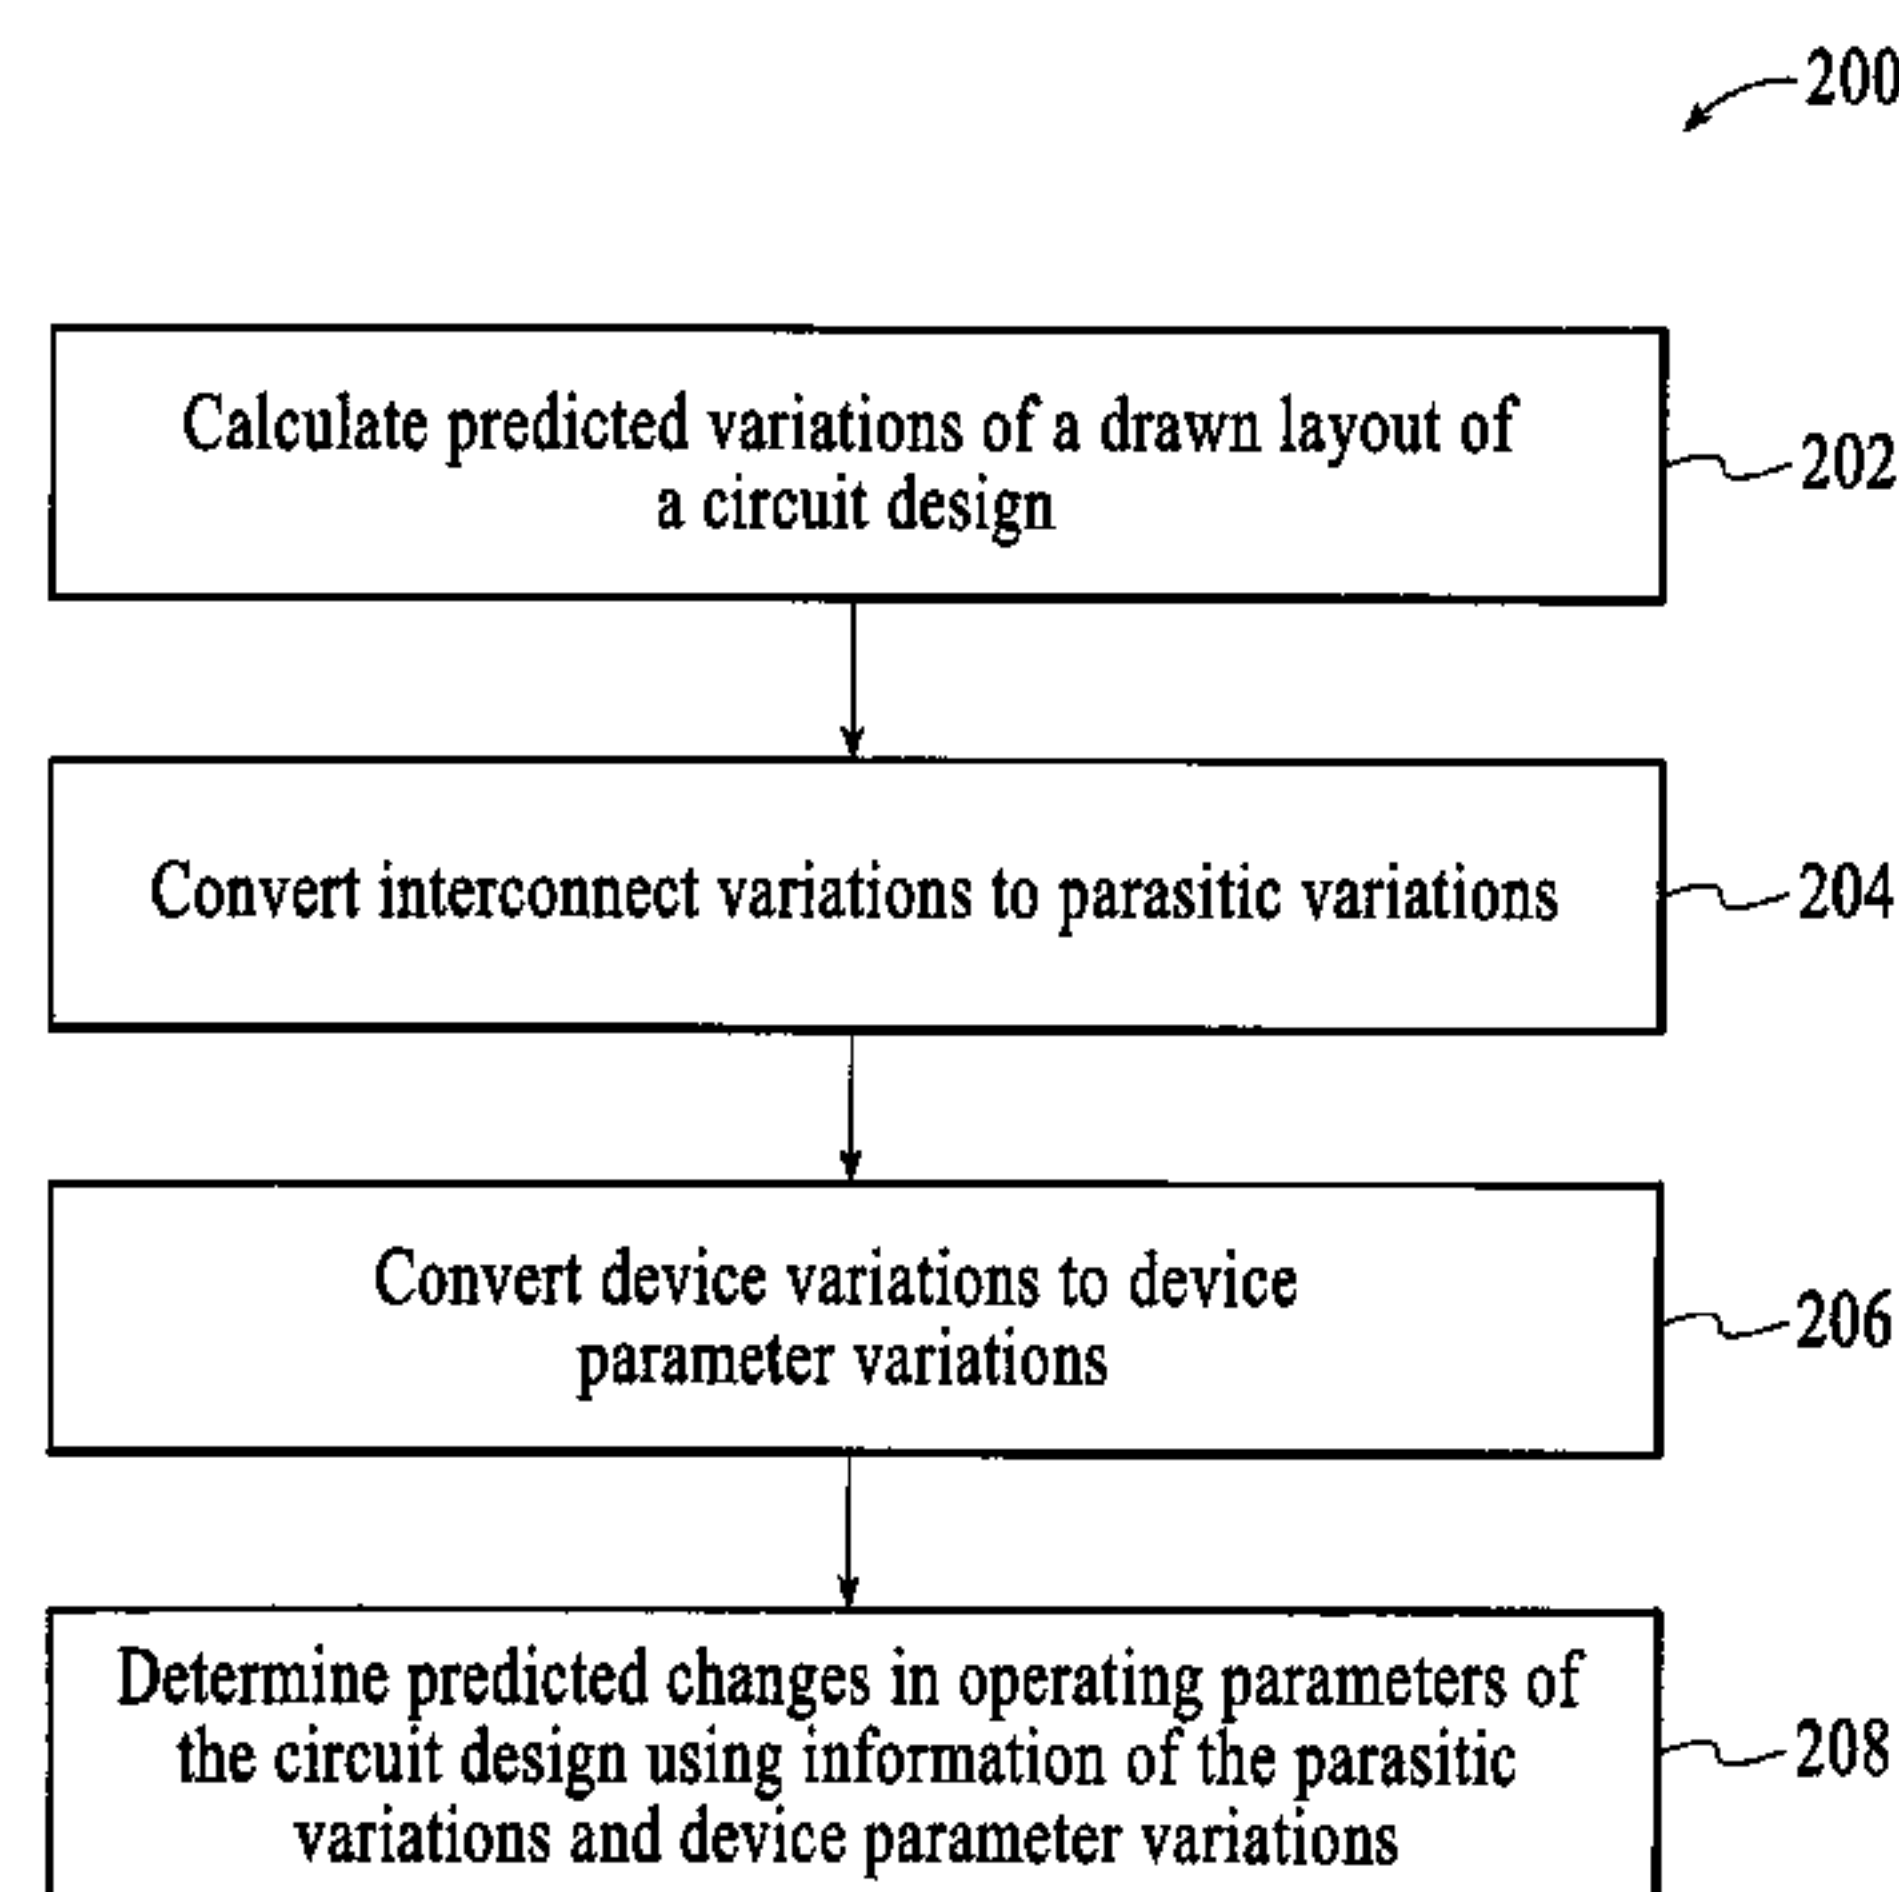 200
Calculate predicted variations of a drawn layout of
a circuit design
202
Convert interconnect variations to parasitic variations
204
Convert device variations to device
parameter variations
206
Determine predicted changes in operating parameters of
the circuit design using information of the parasitic
variations and device parameter variations
208